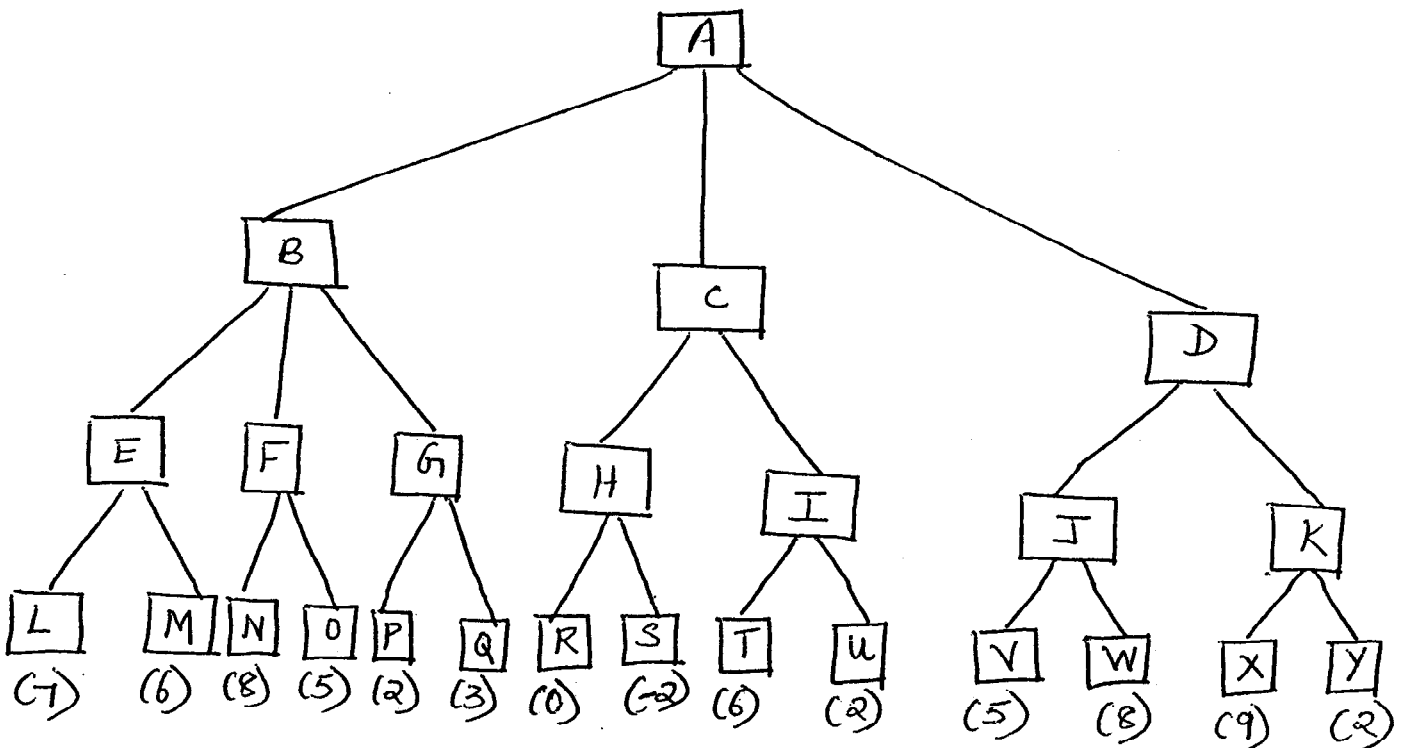 A
B
C
D
E F G H I J K
L M N O P Q R S T U V W X Y
(-7) (6) (8) (5) (2) (3) (0) (-2) (6) (2) (5) (8) (9) (2)